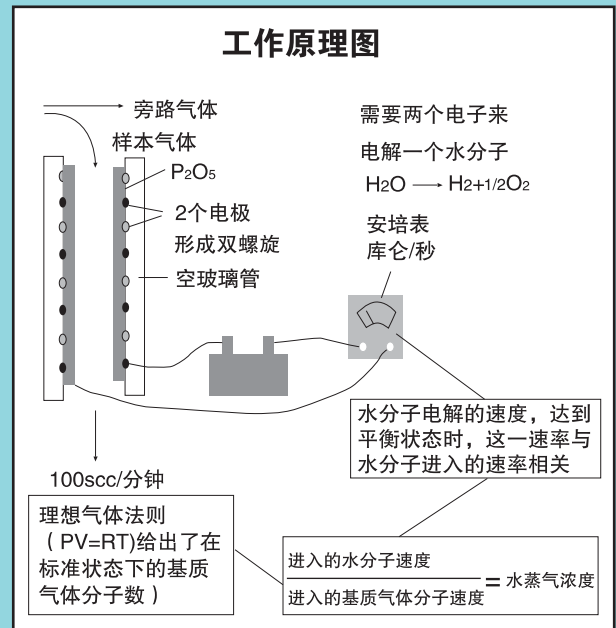 工作原理图
旁路气体
样本气体
P₂O₅
2个电极
形成双螺旋
空玻璃管
需要两个电子来
电解一个水分子
H₂O → H₂+1/2O₂
安培表
库仑/秒
水分子电解的速度，达到
平衡状态时，这一速率与
水分子进入的速率相关
100scc/分钟
理想气体法则
（PV=RT)给出了在
标准状态下的基质
气体分子数）
进入的水分子速度
进入的基质气体分子速度
= 水蒸气浓度